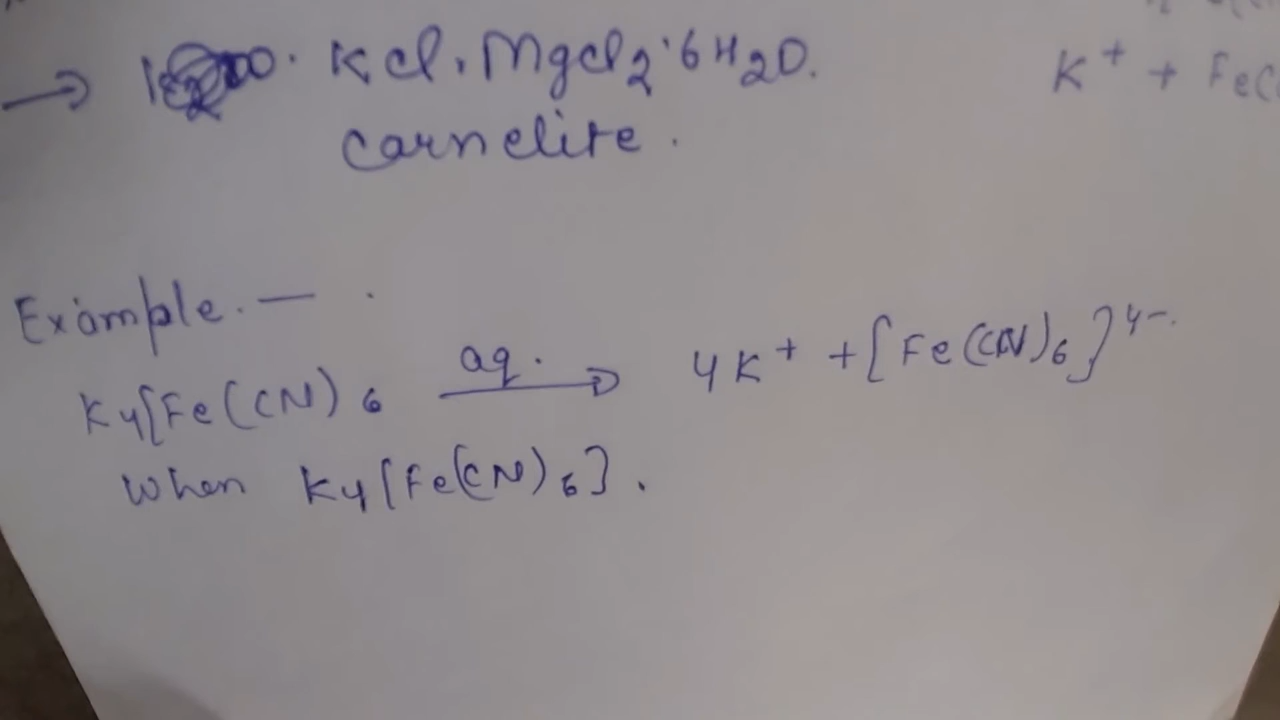 → KCl. MgCl2·6H2O.
K+ + FeC
carnelite.
Example. —
K4[Fe(CN)6 aq. → 4K+ + [Fe(CN)6]4-.
When K4[Fe(CN)6].